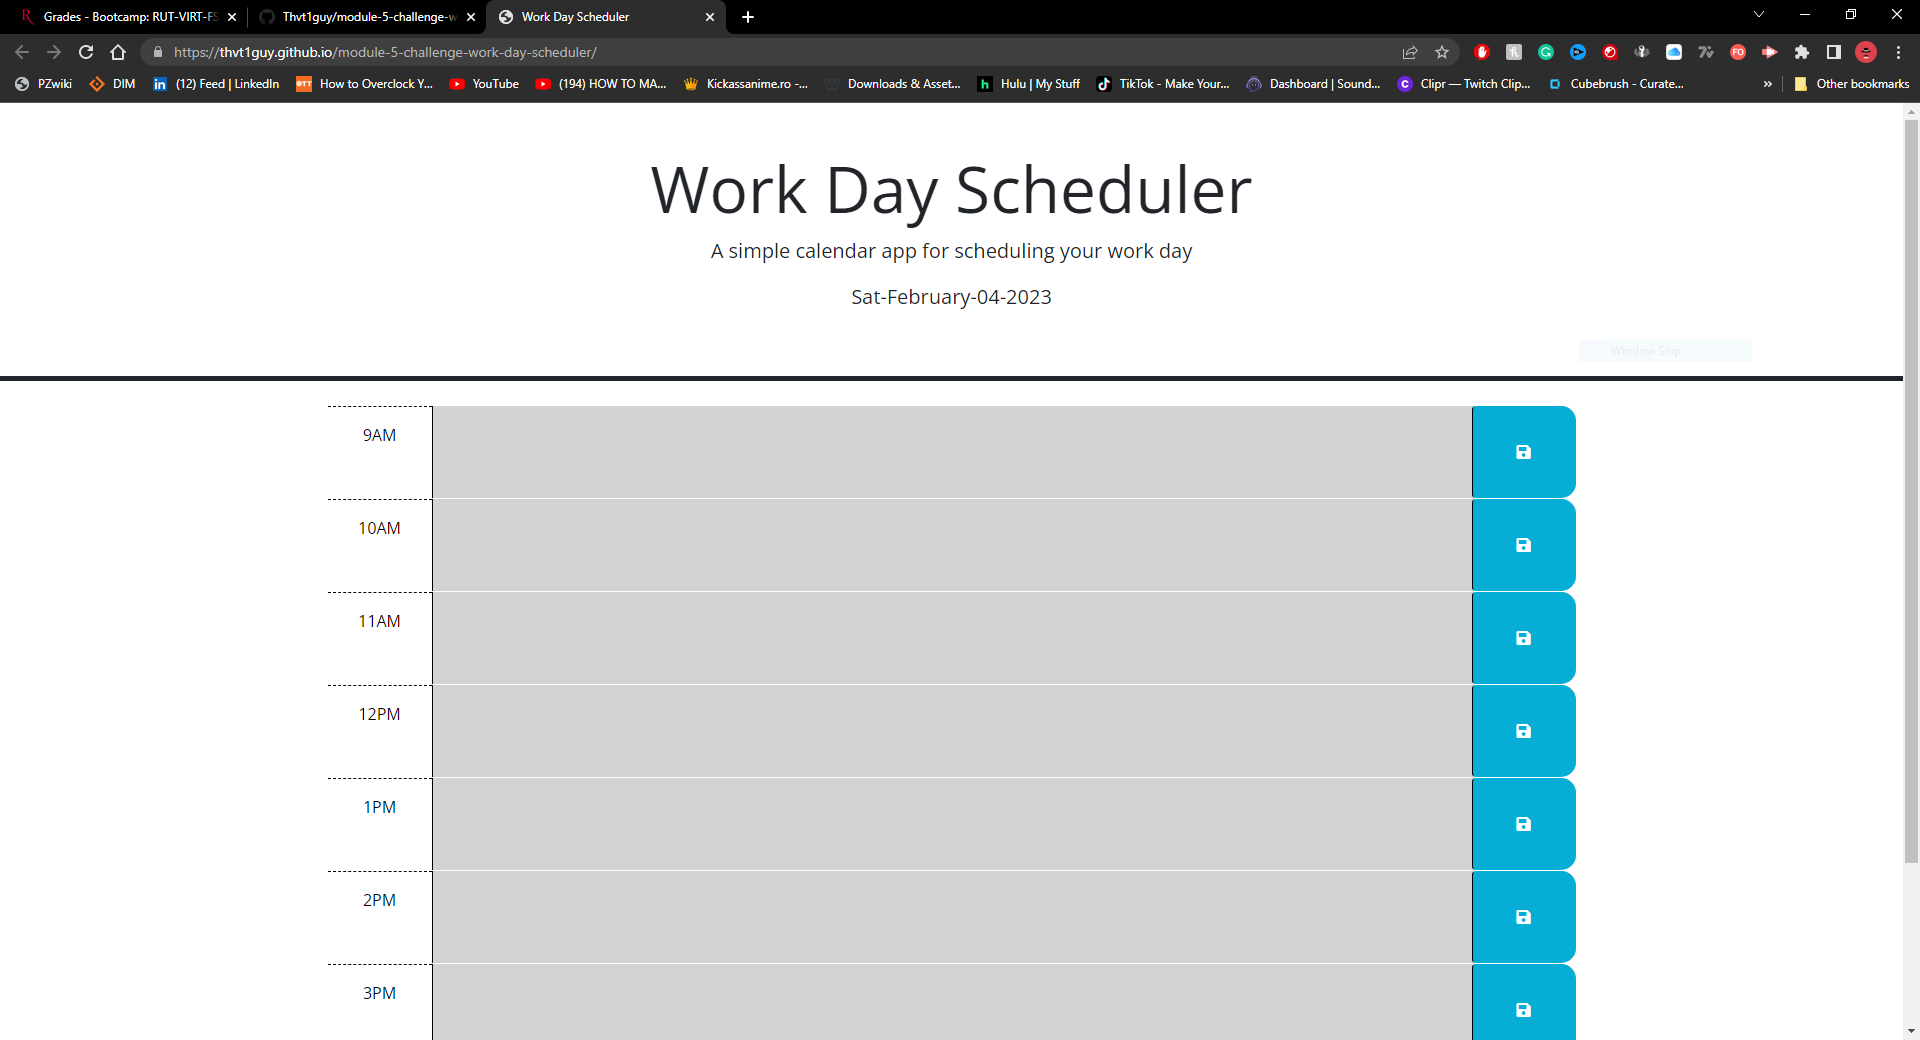 Grades - Bootcamp: RUT-VIRT-FS
Thvt1guy/module-5-challenge-w
Work Day Scheduler
https://thvt1guy.github.io/module-5-challenge-work-day-scheduler/
PZwiki
DIM
(12) Feed | LinkedIn
How to Overclock Y...
YouTube
(194) HOW TO MA...
Kickassanime.ro -...
Downloads & Asset...
Hulu | My Stuff
TikTok - Make Your...
Dashboard | Sound...
Clipr — Twitch Clip...
Cubebrush - Curate...
»
Other bookmarks
Work Day Scheduler
A simple calendar app for scheduling your work day
Sat-February-04-2023
Window Snip
9AM
10AM
11AM
12PM
1PM
2PM
3PM